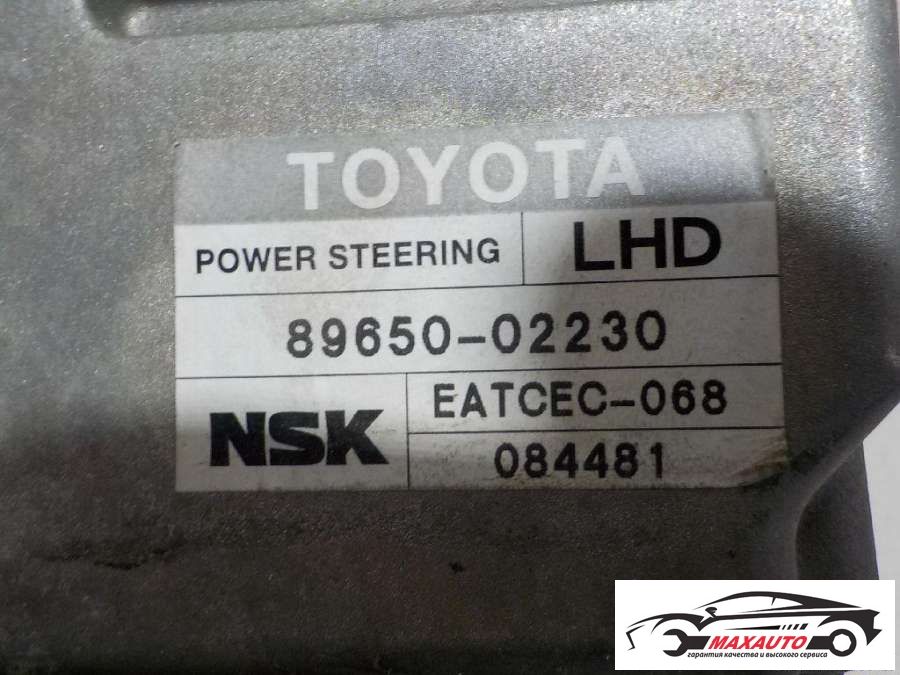 TOYOTA
POWER STEERING LHD
89650-02230
NSK EATCEC-068
084481
MAXAUTO
гарантия качества и высокого сервиса